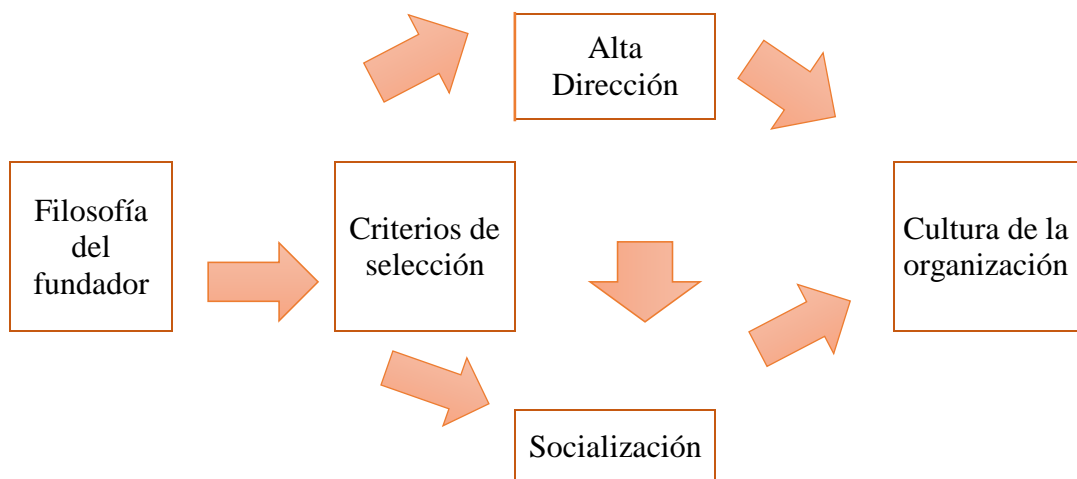 Alta
Dirección
Filosofía
del
fundador
Criterios de
selección
Cultura de la
organización
Socialización